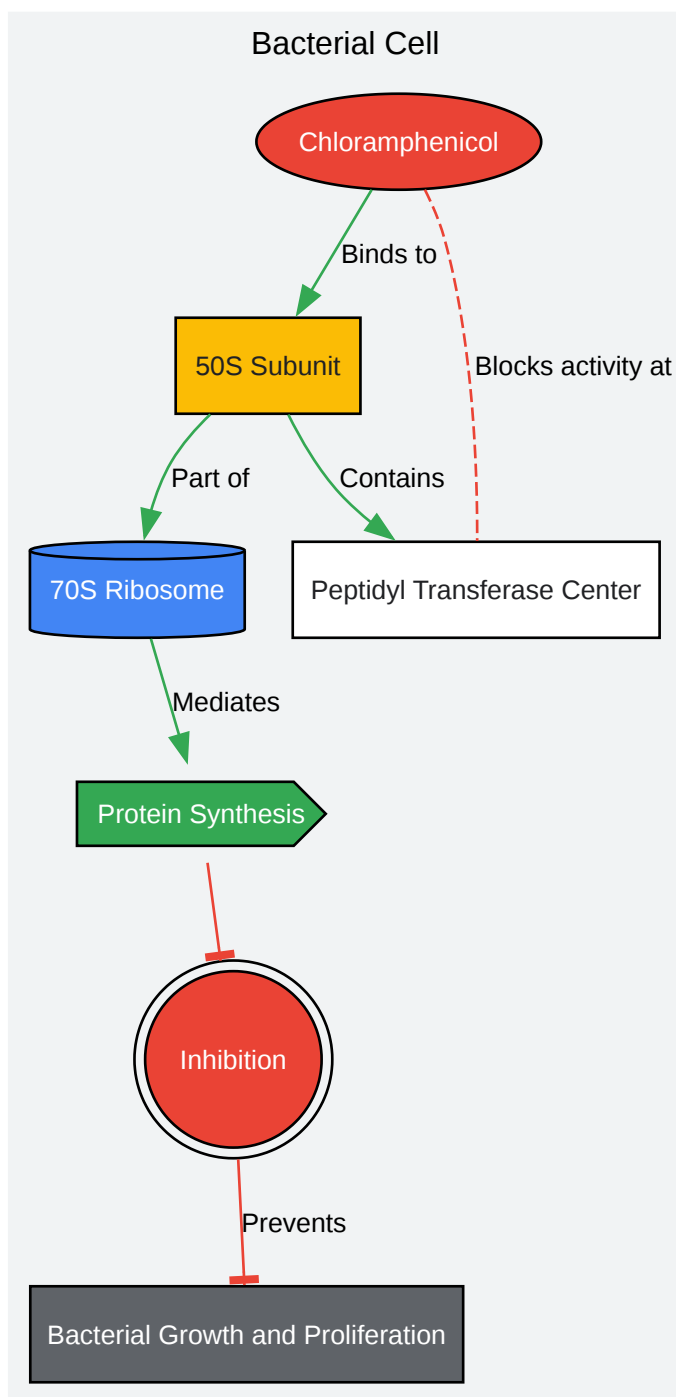 Bacterial Cell
Chloramphenicol
Binds to
50S Subunit
Blocks activity at
Part of
Contains
70S Ribosome
Peptidyl Transferase Center
Mediates
Protein Synthesis
Inhibition
Prevents
Bacterial Growth and Proliferation